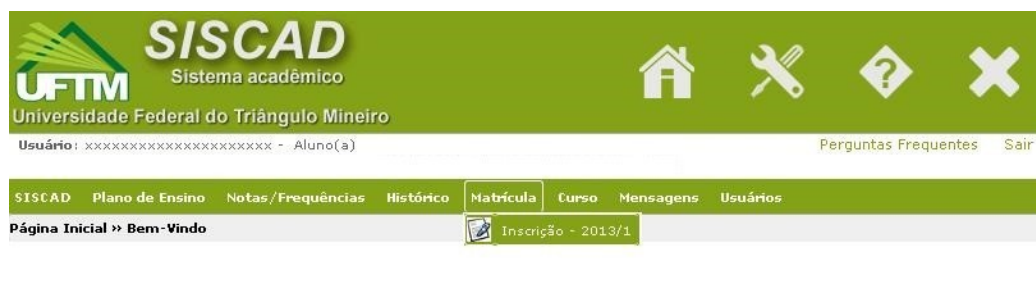 SISCAD
Sistema acadêmico
UFTM
Universidade Federal do Triângulo Mineiro
Usuário: xxxxxxxxxxxxxxxxxxxxxxx - Aluno(a)
Perguntas Frequentes Sair
SISCAD Plano de Ensino Notas/Frequências Histórico Matrícula Curso Mensagens Usuários
Página Inicial » Bem-Vindo
Inscrição - 2013/1